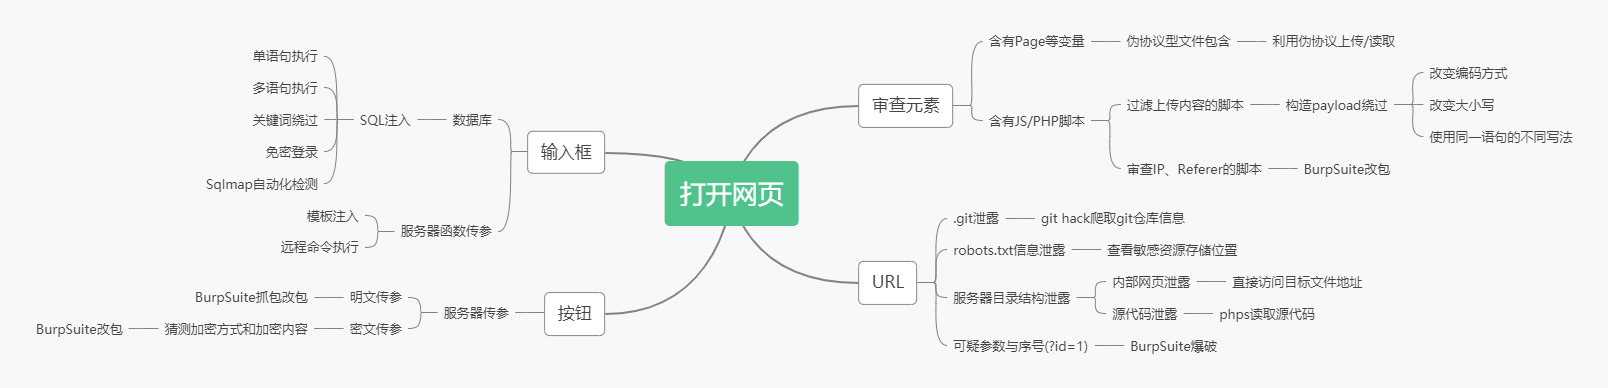 打开网页
审查元素
含有Page等变量
伪协议型文件包含
利用伪协议上传/读取
含有JS/PHP脚本
过滤上传内容的脚本
构造payload绕过
改变编码方式
改变大小写
使用同一语句的不同写法
审查IP、Referer的脚本
BurpSuite改包
URL
.git泄露
git hack爬取git仓库信息
robots.txt信息泄露
查看敏感资源存储位置
服务器目录结构泄露
内部网页泄露
直接访问目标文件地址
源代码泄露
phps读取源代码
可疑参数与序号(?id=1)
BurpSuite爆破
输入框
数据库
SQL注入
单语句执行
多语句执行
关键词绕过
免密登录
Sqlmap自动化检测
服务器函数传参
模板注入
远程命令执行
按钮
服务器传参
明文传参
BurpSuite抓包改包
密文传参
猜测加密方式和加密内容
BurpSuite改包